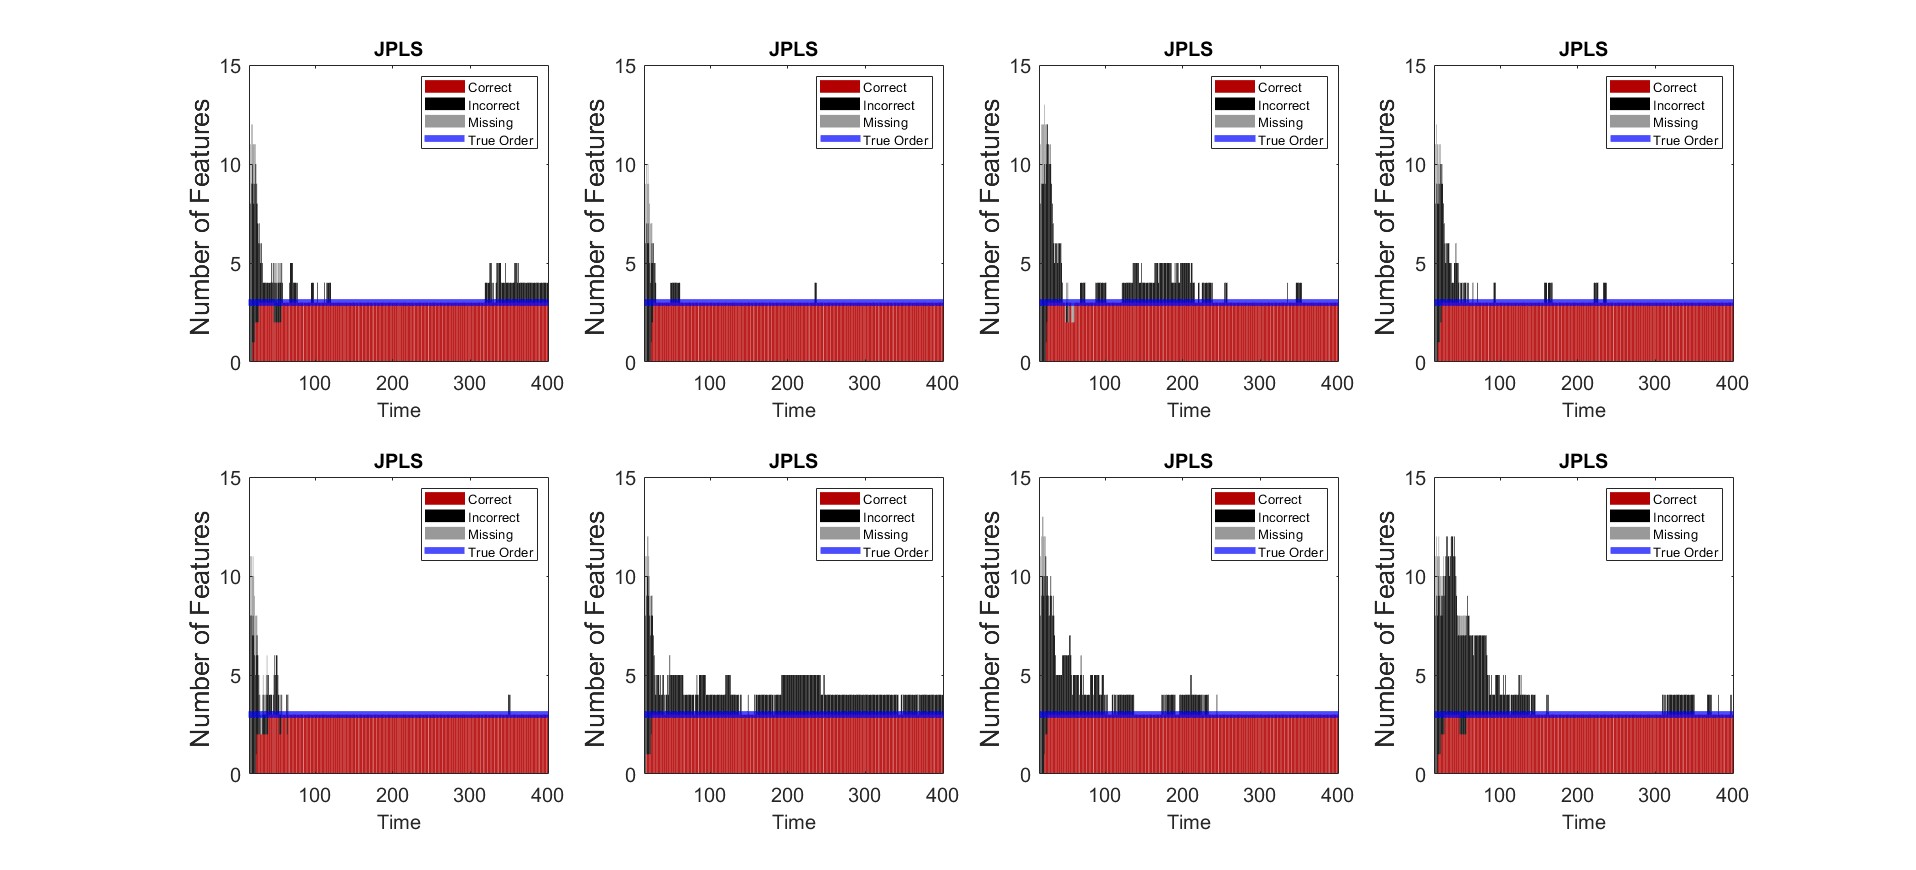 JPLS
15
10
5
0
Number of Features
Correct
Incorrect
Missing
True Order
100 200 300 400
Time
JPLS
15
10
5
0
Number of Features
Correct
Incorrect
Missing
True Order
100 200 300 400
Time
JPLS
15
10
5
0
Number of Features
Correct
Incorrect
Missing
True Order
100 200 300 400
Time
JPLS
15
10
5
0
Number of Features
Correct
Incorrect
Missing
True Order
100 200 300 400
Time
JPLS
15
10
5
0
Number of Features
Correct
Incorrect
Missing
True Order
100 200 300 400
Time
JPLS
15
10
5
0
Number of Features
Correct
Incorrect
Missing
True Order
100 200 300 400
Time
JPLS
15
10
5
0
Number of Features
Correct
Incorrect
Missing
True Order
100 200 300 400
Time
JPLS
15
10
5
0
Number of Features
Correct
Incorrect
Missing
True Order
100 200 300 400
Time